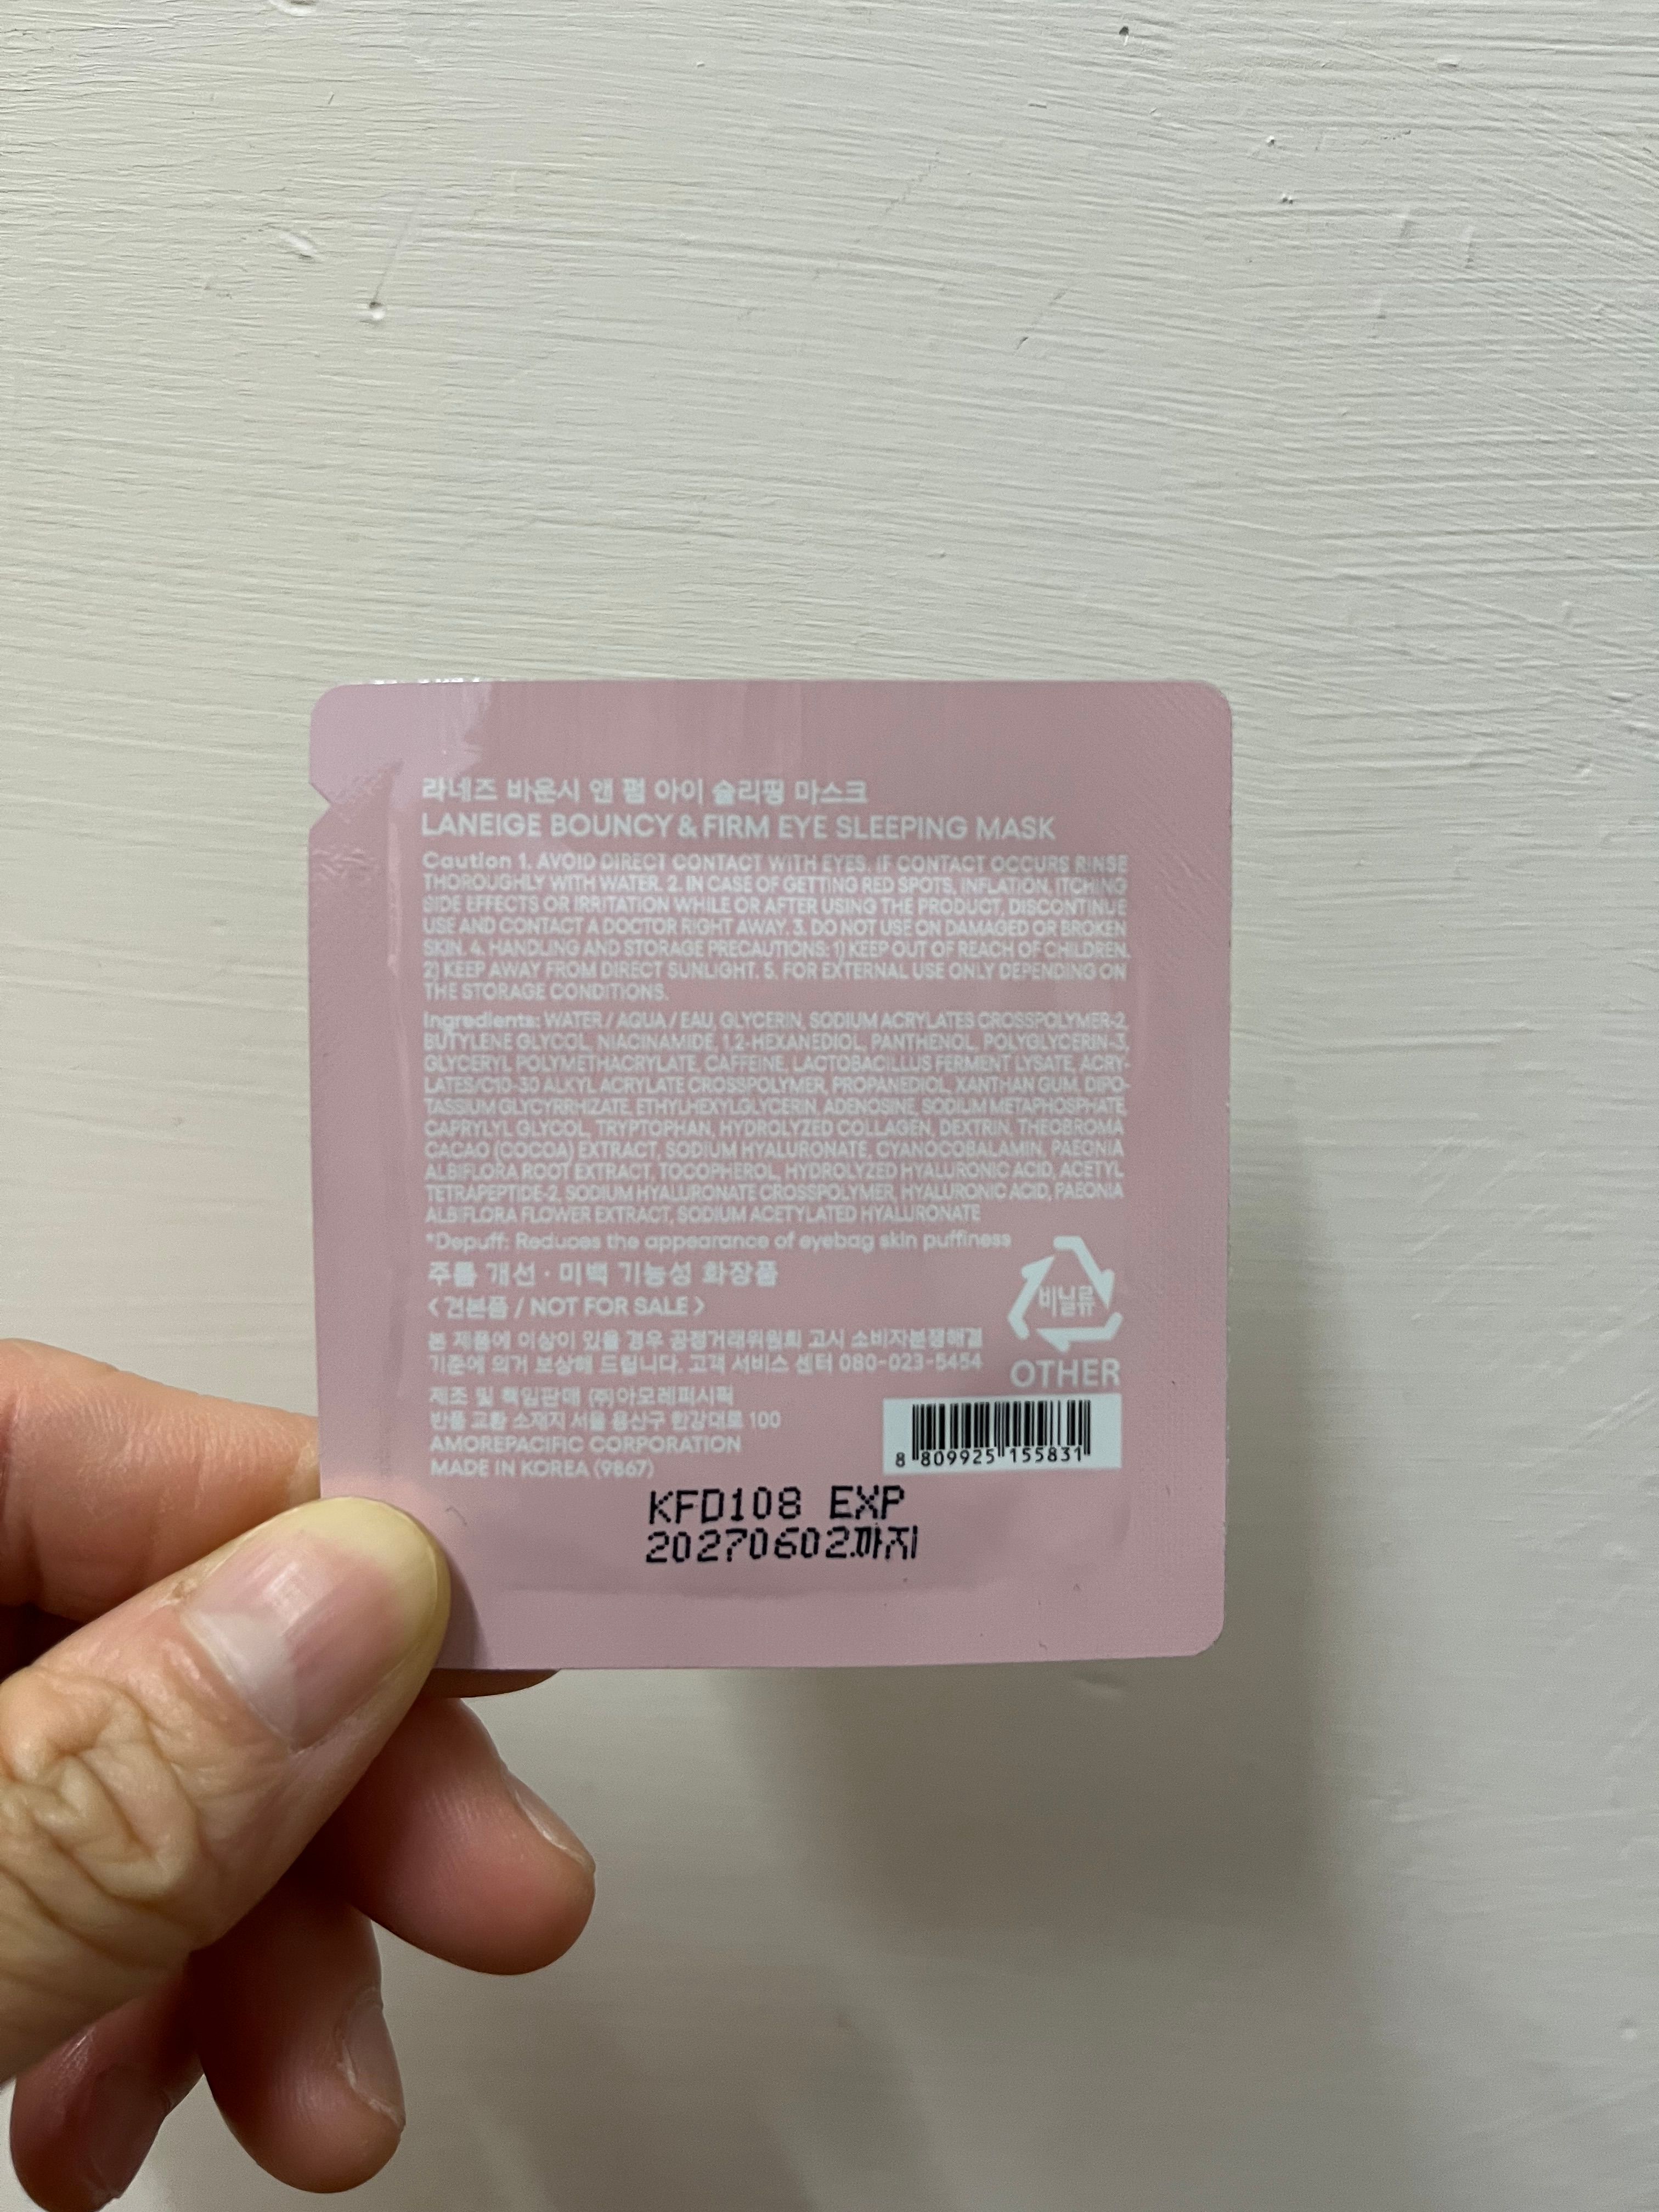 라네즈 바운시 앤 펌 아이 슬리핑 마스크
LANEIGE BOUNCY & FIRM EYE SLEEPING MASK
Caution 1. AVOID DIRECT CONTACT WITH EYES. IF CONTACT OCCURS RINSE
THOROUGHLY WITH WATER. 2. IN CASE OF GETTING RED SPOTS, INFLATION, ITCHING
SIDE EFFECTS OR IRRITATION WHILE OR AFTER USING THE PRODUCT, DISCONTINUE
USE AND CONTACT A DOCTOR RIGHT AWAY. 3. DO NOT USE ON DAMAGED OR BROKEN
SKIN. 4. HANDLING AND STORAGE PRECAUTIONS: 1) KEEP OUT OF REACH OF CHILDREN.
2) KEEP AWAY FROM DIRECT SUNLIGHT. 5. FOR EXTERNAL USE ONLY DEPENDING ON
THE STORAGE CONDITIONS.
Ingredients: WATER / AQUA / EAU, GLYCERIN, SODIUM ACRYLATES CROSSPOLYMER-2,
BUTYLENE GLYCOL, NIACINAMIDE, 1,2-HEXANEDIOL, PANTHENOL, POLYGLYCERIN-3,
GLYCERYL POLYMETHACRYLATE, CAFFEINE, LACTOBACILLUS FERMENT LYSATE, ACRY-
LATES/C10-30 ALKYL ACRYLATE CROSSPOLYMER, PROPANEDIOL, XANTHAN GUM, DIPO-
TASSIUM GLYCYRRHIZATE, ETHYLHEXYLGLYCERIN, ADENOSINE, SODIUM METAPHOSPHATE,
CAPRYLYL GLYCOL, TRYPTOPHAN, HYDROLYZED COLLAGEN, DEXTRIN, THEOBROMA
CACAO (COCOA) EXTRACT, SODIUM HYALURONATE, CYANOCOBALAMIN, PAEONIA
ALBIFLORA ROOT EXTRACT, TOCOPHEROL, HYDROLYZED HYALURONIC ACID, ACETYL
TETRAPEPTIDE-2, SODIUM HYALURONATE CROSSPOLYMER, HYALURONIC ACID, PAEONIA
ALBIFLORA FLOWER EXTRACT, SODIUM ACETYLATED HYALURONATE
*Depuff: Reduces the appearance of eyebag skin puffiness
주름 개선 · 미백 기능성 화장품
<견본품 / NOT FOR SALE>
본 제품에 이상이 있을 경우 공정거래위원회 고시 소비자분쟁해결
기준에 의거 보상해 드립니다. 고객 서비스 센터 080-023-5454
제조 및 책임판매 (주)아모레퍼시픽
반품 교환 소재지 서울 용산구 한강대로 100
AMOREPACIFIC CORPORATION
MADE IN KOREA (9867)
비닐류
OTHER
8 809925 155831
KFD108 EXP
20270602까지